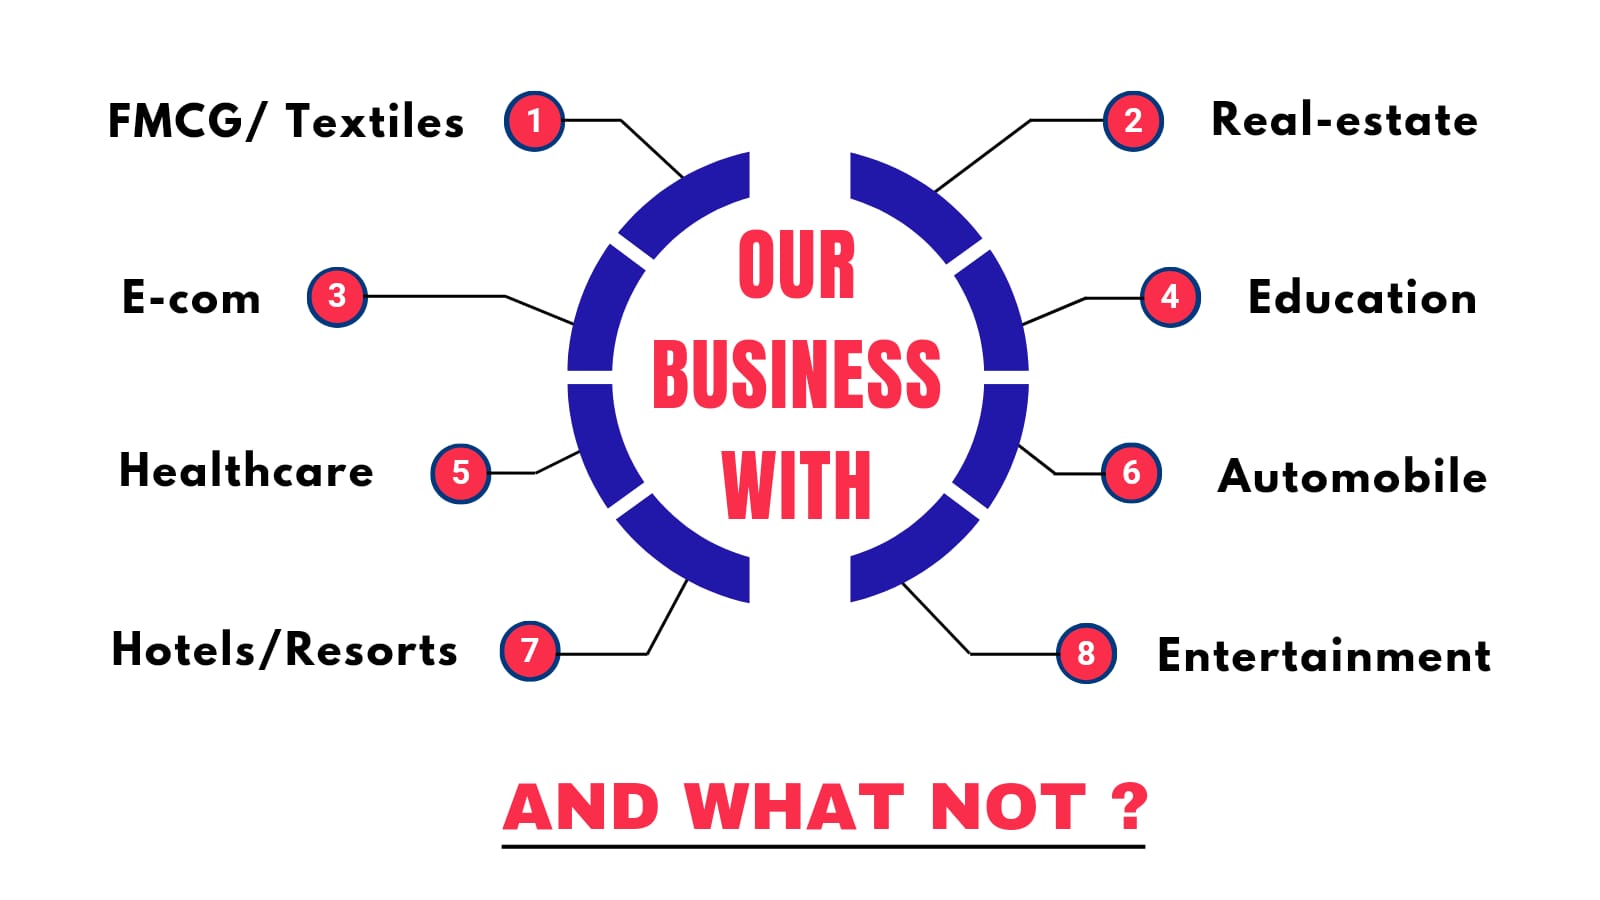 FMCG/ Textiles 1
2 Real-estate
E-com 3
4 Education
Healthcare 5
6 Automobile
Hotels/Resorts 7
8 Entertainment
OUR
BUSINESS
WITH
AND WHAT NOT ?